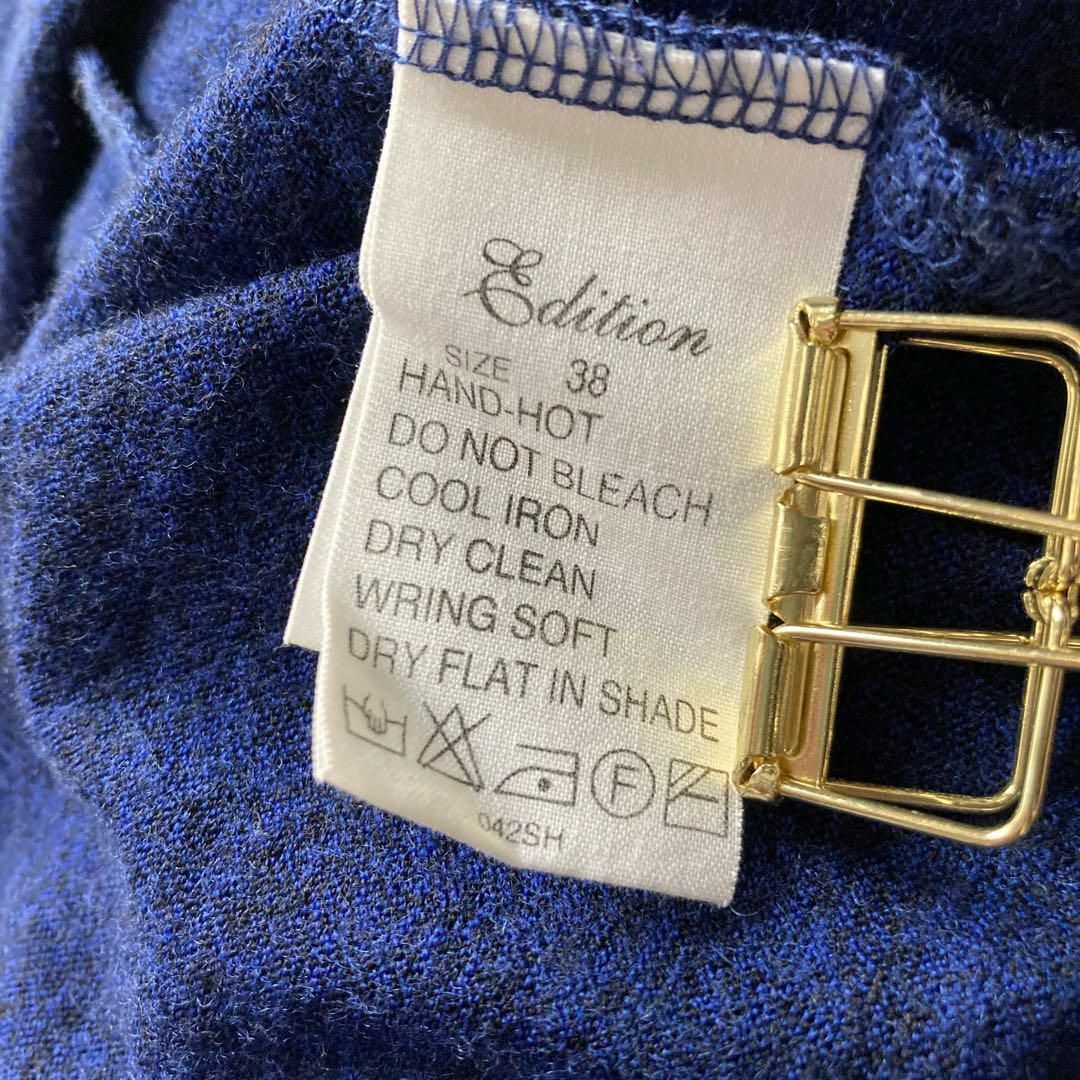 Edition
SIZE 38
HAND-HOT
DO NOT BLEACH
COOL IRON
DRY CLEAN
WRING SOFT
DRY FLAT IN SHADE
F
042SH